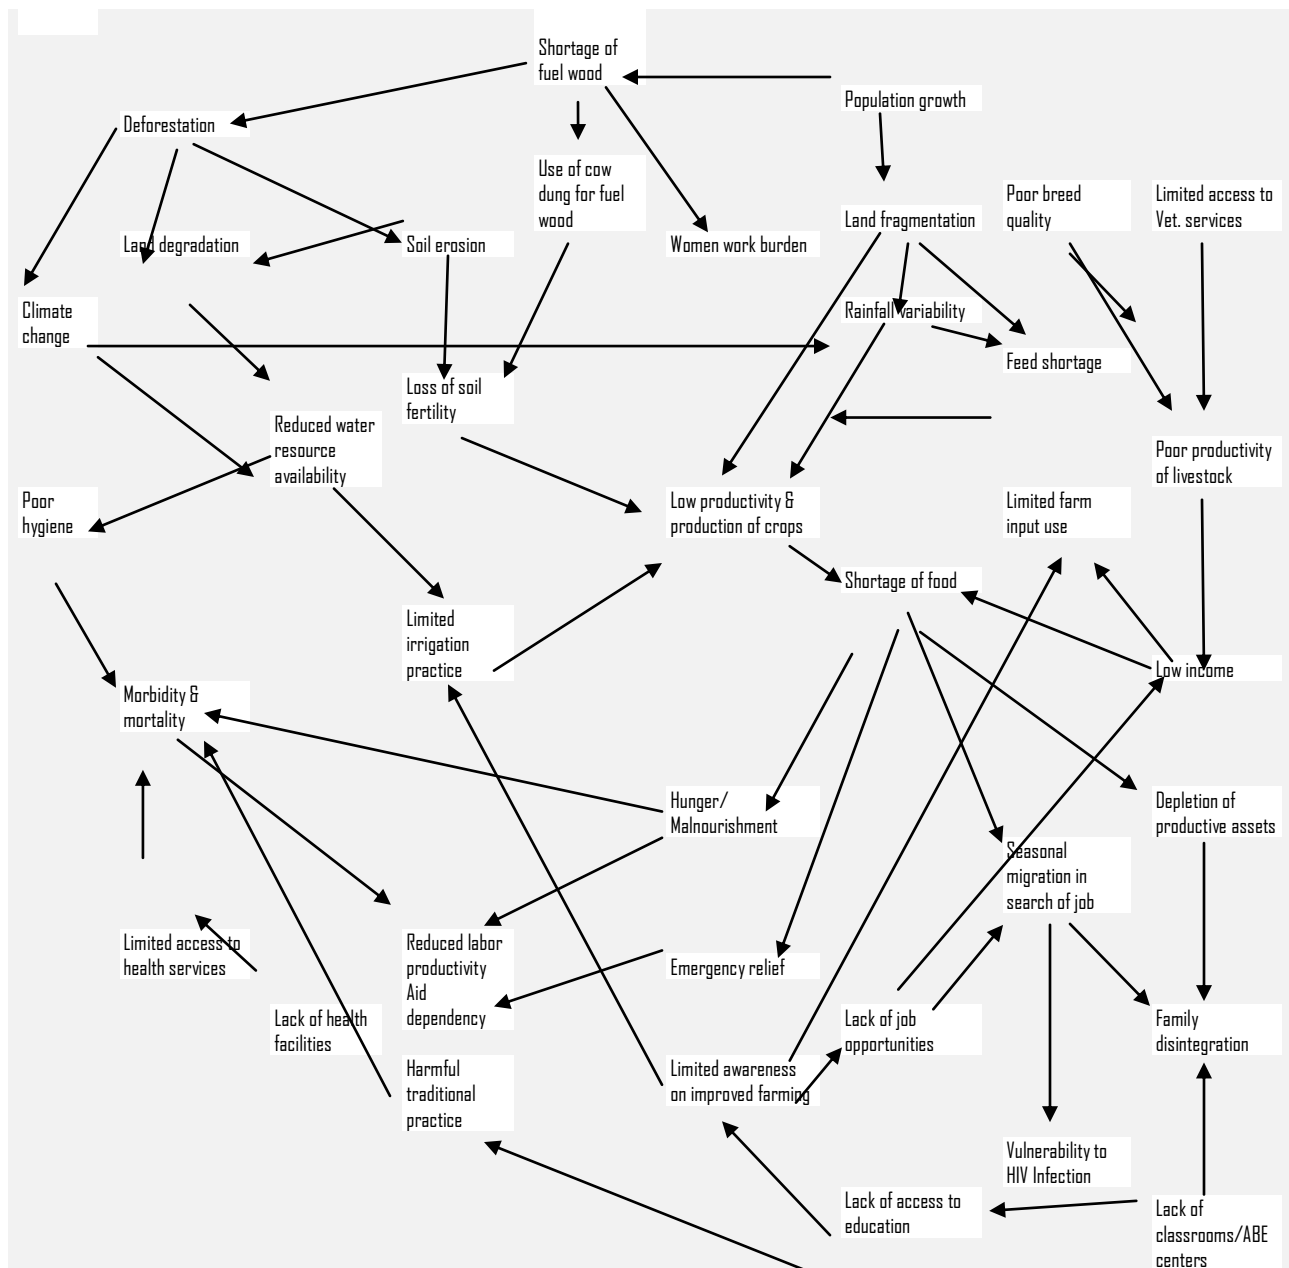 Shortage of
fuel wood
Population growth
Deforestation
Use of cow
dung for fuel
wood
Poor breed
quality
Limited access to
Vet. services
Land fragmentation
Land degradation
Soil erosion
Women work burden
Climate
change
Rainfall variability
Feed shortage
Loss of soil
fertility
Reduced water
resource
availability
Poor productivity
of livestock
Poor
hygiene
Low productivity &
production of crops
Limited farm
input use
Shortage of food
Limited
irrigation
practice
Low income
Morbidity &
mortality
Hunger/
Malnourishment
Depletion of
productive assets
Seasonal
migration in
search of job
Limited access to
health services
Reduced labor
productivity
Aid
dependency
Emergency relief
Lack of health
facilities
Lack of job
opportunities
Family
disintegration
Harmful
traditional
practice
Limited awareness
on improved farming
Vulnerability to
HIV Infection
Lack of access to
education
Lack of
classrooms/ABE
centers